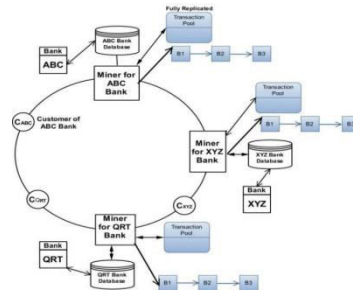 Fully Replicated
Transaction
Pool
ABC Bank
Database
Bank
ABC
B1
B2
B3
Miner for
ABC
Bank
Customer of
ABC Bank
CABC
Transaction
Pool
B1
B2
B3
Miner
for XYZ
Bank
XYZ Bank
Database
Bank
XYZ
CQRT
CXYZ
Miner
for QRT
Bank
Transaction
Pool
Bank
QRT
QRT Bank
Database
B1
B2
B3